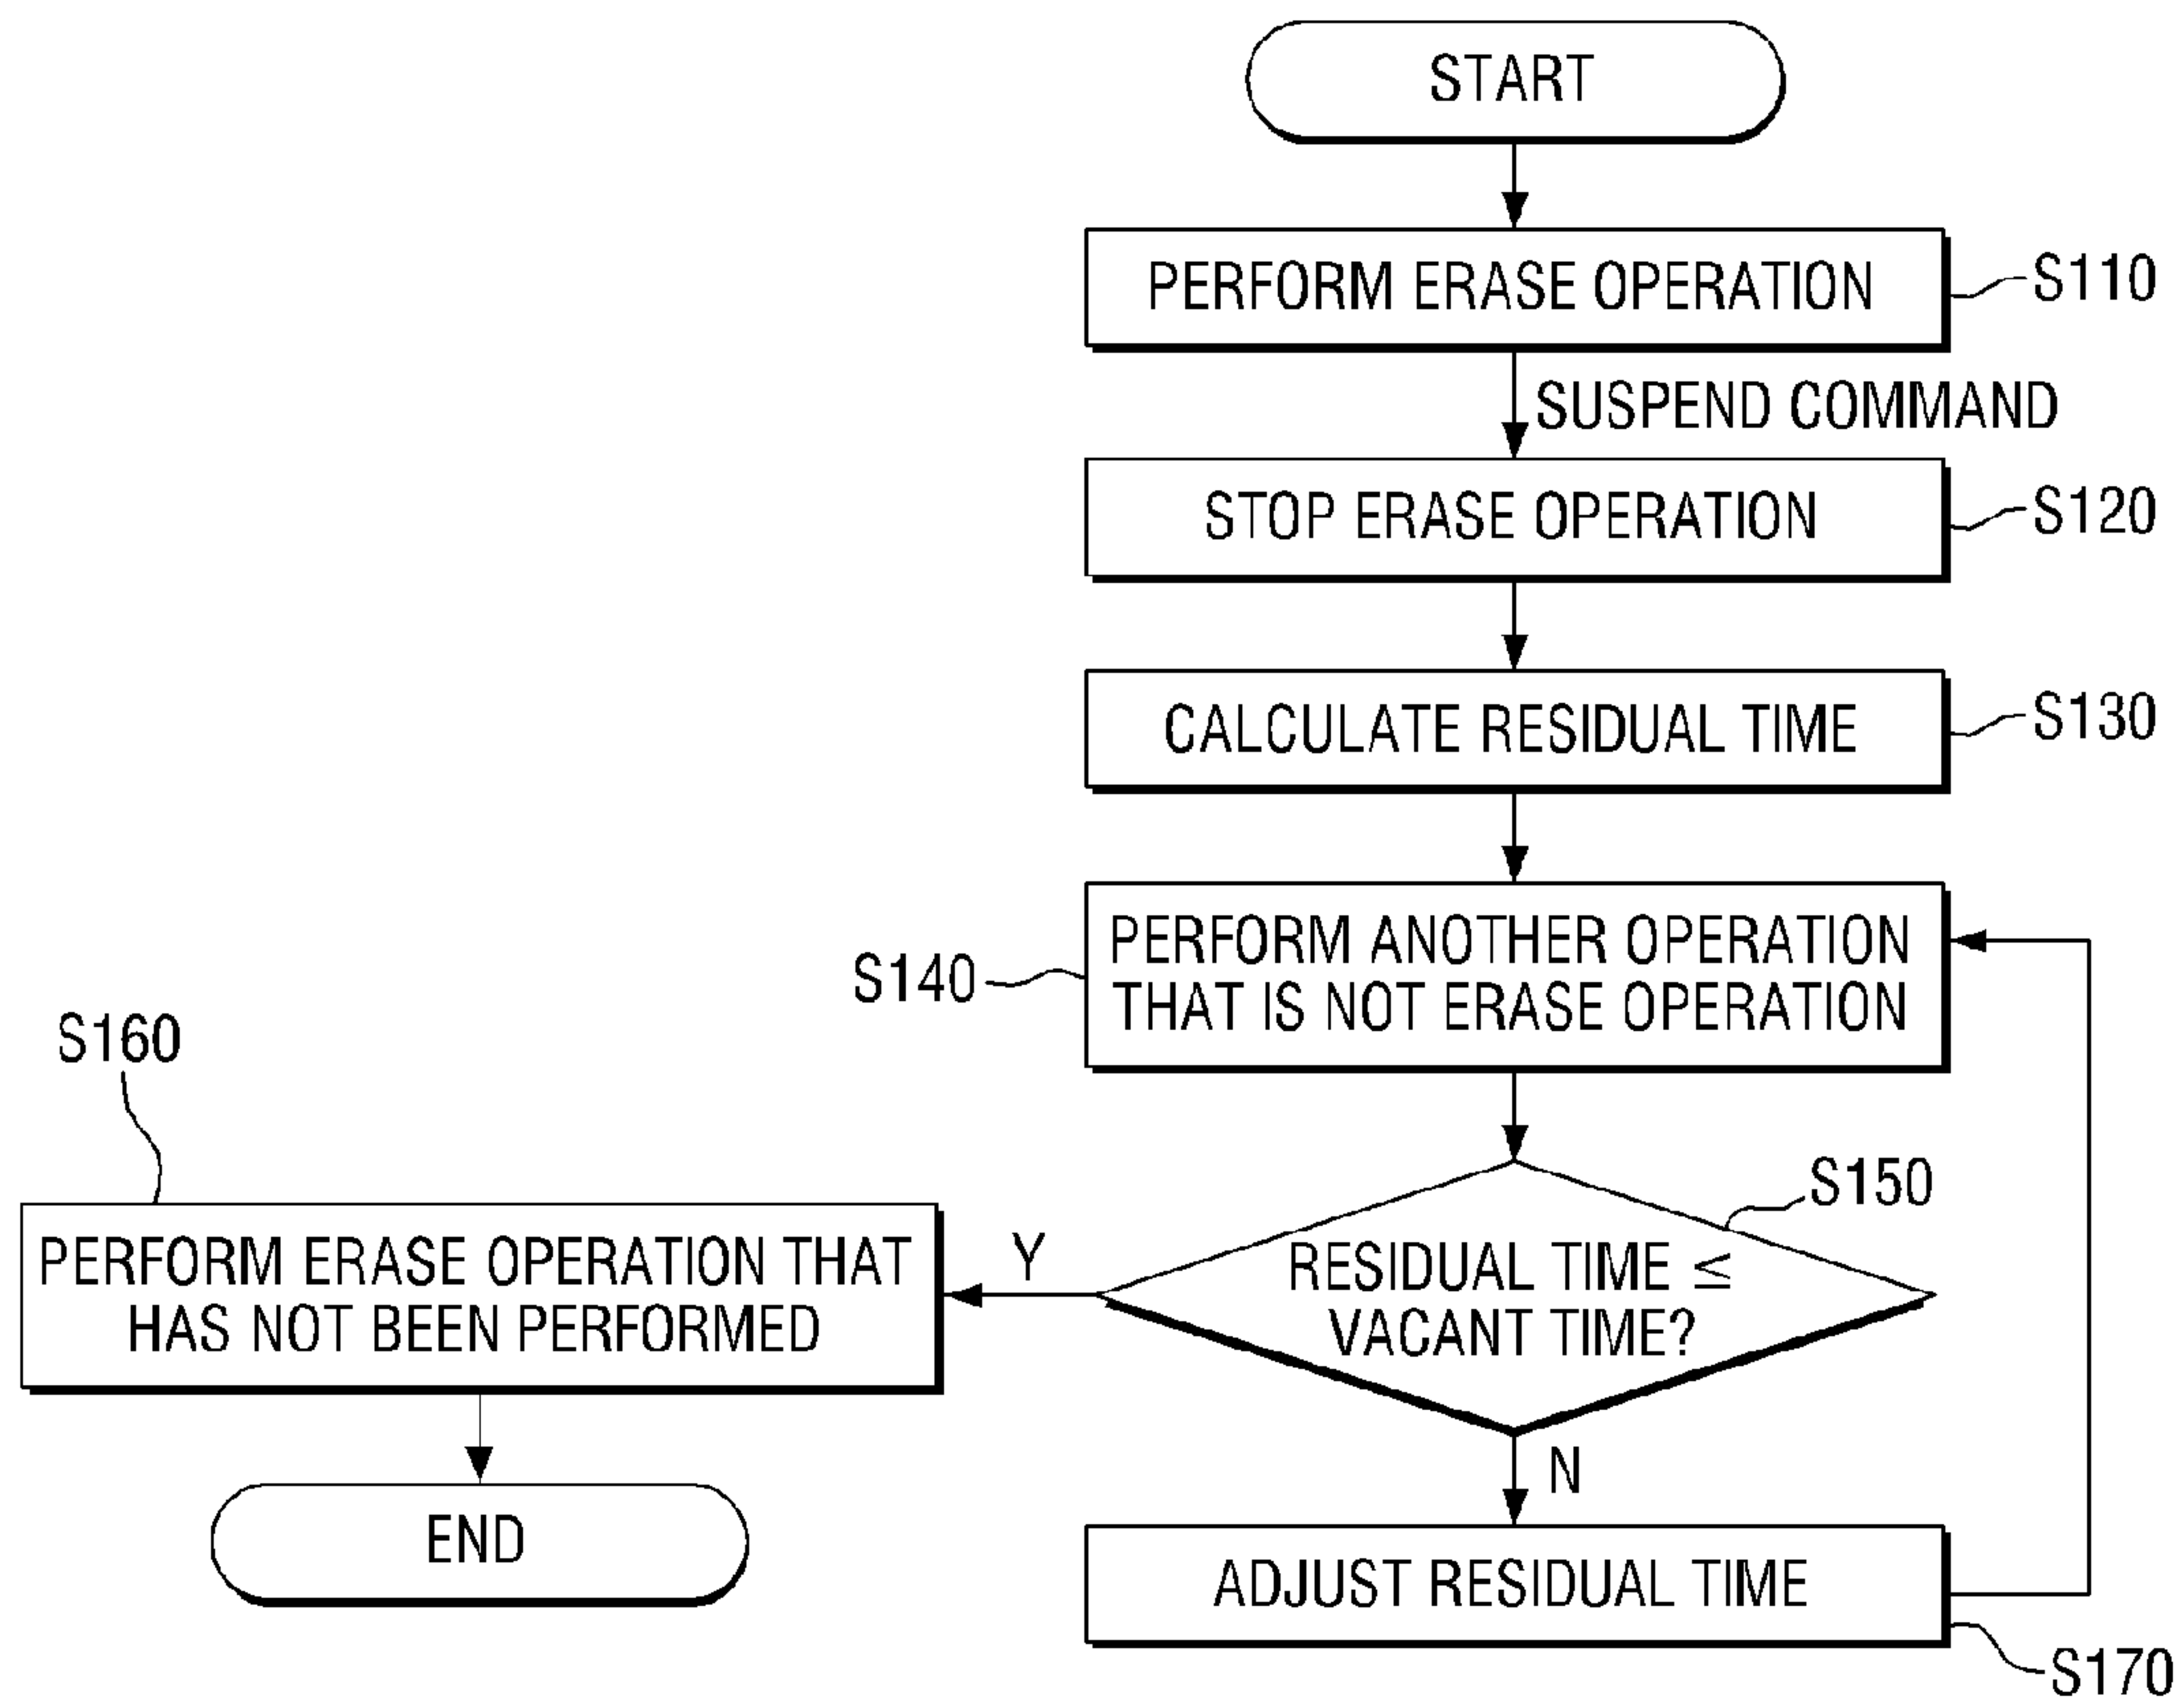 START
PERFORM ERASE OPERATION
S110
SUSPEND COMMAND
STOP ERASE OPERATION
S120
CALCULATE RESIDUAL TIME
S130
PERFORM ANOTHER OPERATION
THAT IS NOT ERASE OPERATION
S140
S150
RESIDUAL TIME ≤
VACANT TIME?
Y
S160
PERFORM ERASE OPERATION THAT
HAS NOT BEEN PERFORMED
END
N
ADJUST RESIDUAL TIME
S170